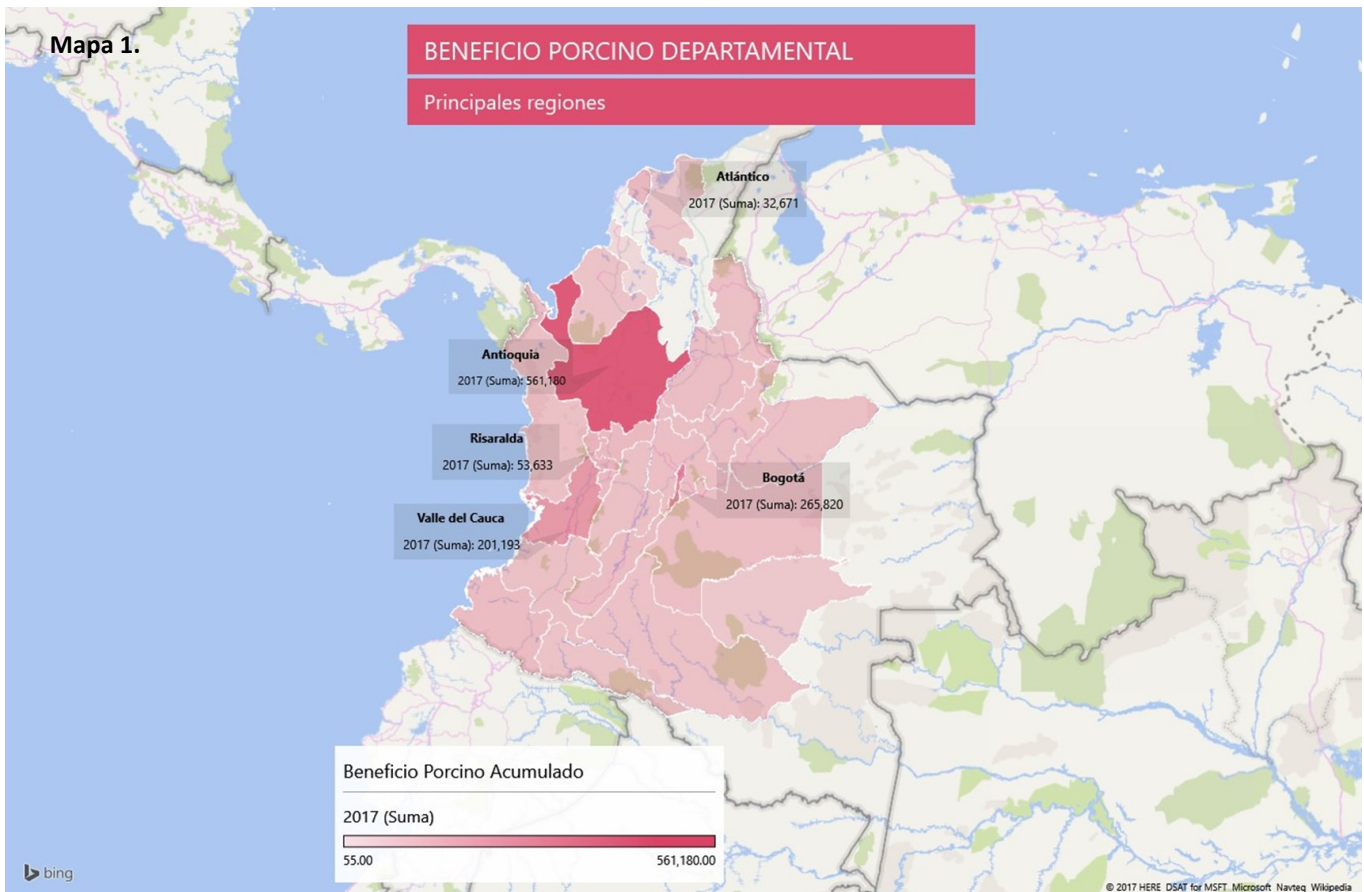 Mapa 1.
BENEFICIO PORCINO DEPARTAMENTAL
Principales regiones
Atlántico
2017 (Suma): 32,671
Antioquia
2017 (Suma): 561,180
Risaralda
2017 (Suma): 53,633
Bogotá
2017 (Suma): 265,820
Valle del Cauca
2017 (Suma): 201,193
Beneficio Porcino Acumulado
2017 (Suma)
55.00 561,180.00
bing
© 2017 HERE DSAT for MSFT Microsoft Navteq Wikipedia